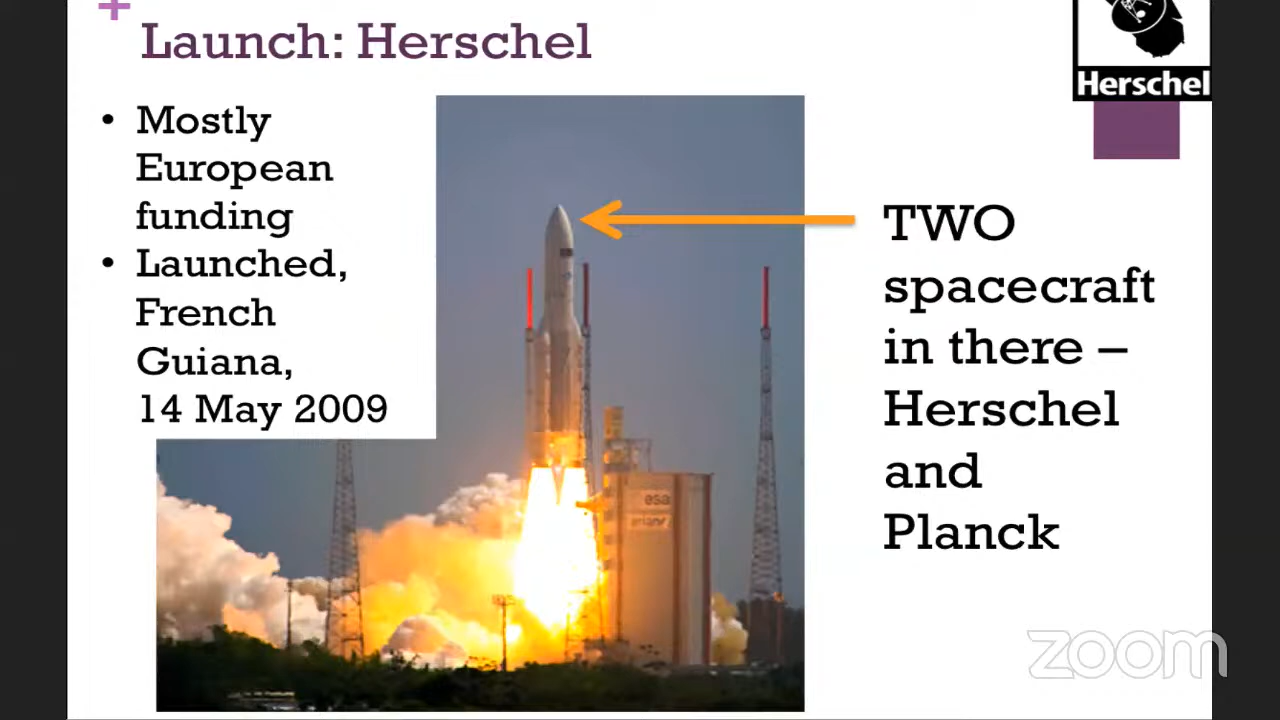 +
Launch: Herschel
Herschel
• Mostly
European
funding
• Launched,
French
Guiana,
14 May 2009
TWO
spacecraft
in there –
Herschel
and
Planck
esa
zoom